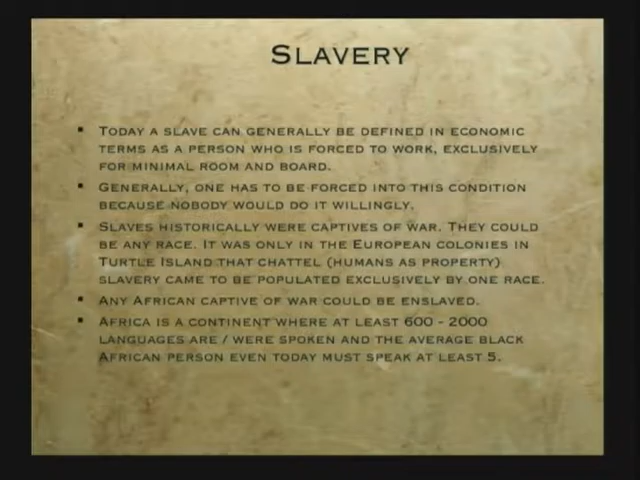 SLAVERY
▪ TODAY A SLAVE CAN GENERALLY BE DEFINED IN ECONOMIC
TERMS AS A PERSON WHO IS FORCED TO WORK, EXCLUSIVELY
FOR MINIMAL ROOM AND BOARD.
▪ GENERALLY, ONE HAS TO BE FORCED INTO THIS CONDITION
BECAUSE NOBODY WOULD DO IT WILLINGLY.
▪ SLAVES HISTORICALLY WERE CAPTIVES OF WAR. THEY COULD
BE ANY RACE. IT WAS ONLY IN THE EUROPEAN COLONIES IN
TURTLE ISLAND THAT CHATTEL (HUMANS AS PROPERTY)
SLAVERY CAME TO BE POPULATED EXCLUSIVELY BY ONE RACE.
▪ ANY AFRICAN CAPTIVE OF WAR COULD BE ENSLAVED.
▪ AFRICA IS A CONTINENT WHERE AT LEAST 600 - 2000
LANGUAGES ARE / WERE SPOKEN AND THE AVERAGE BLACK
AFRICAN PERSON EVEN TODAY MUST SPEAK AT LEAST 5.